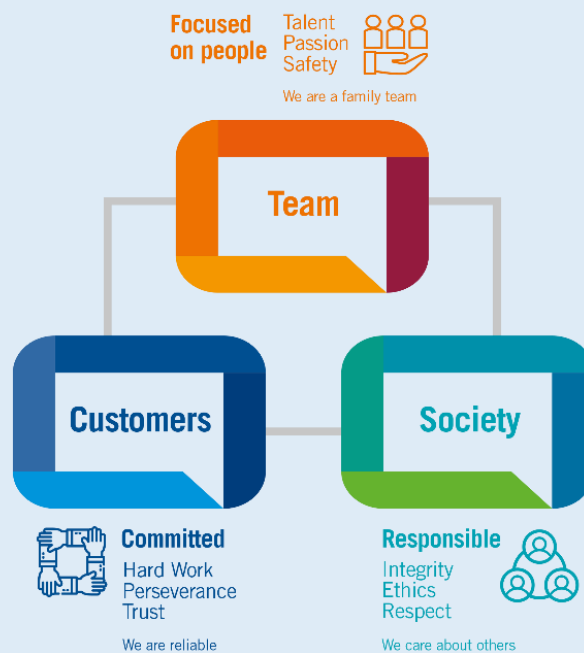 Focused
on people
Talent
Passion
Safety
We are a family team
Team
Customers
Society
Committed
Hard Work
Perseverance
Trust
We are reliable
Responsible
Integrity
Ethics
Respect
We care about others